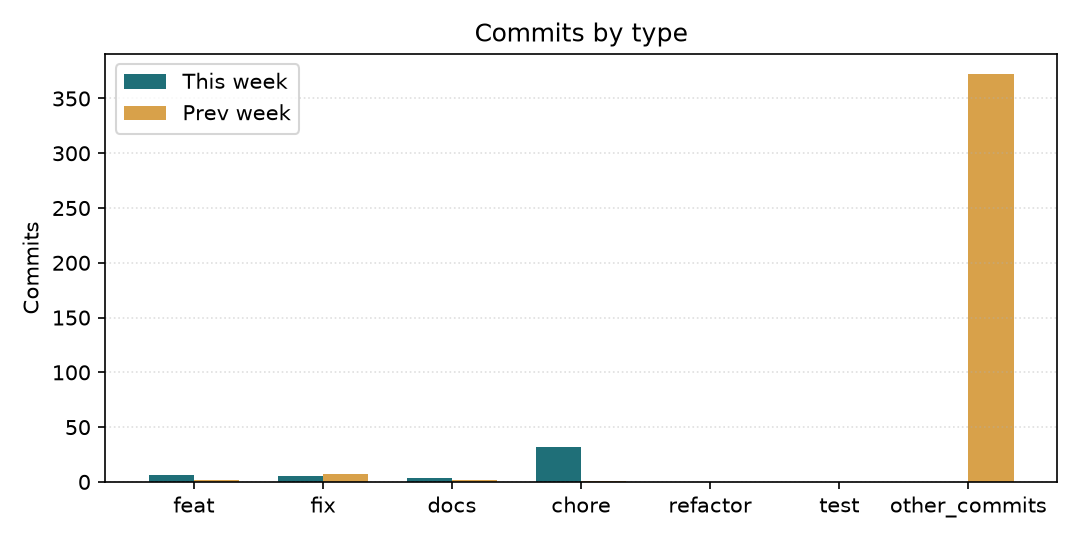 Commits by type
This week
Prev week
Commits
350
300
250
200
150
100
50
0
feat fix docs chore refactor test other_commits